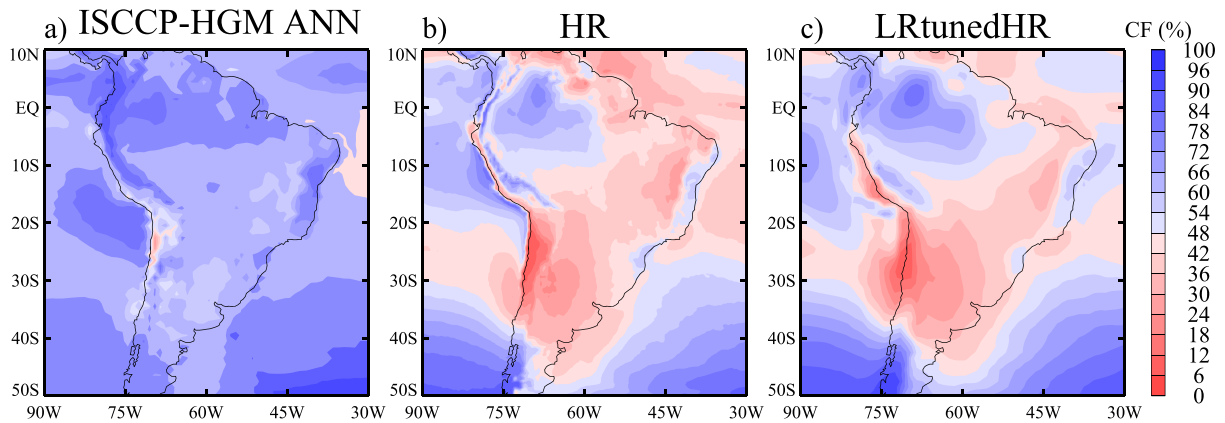 a) ISCCP-HGM ANN
b) HR
c) LRtunedHR
CF (%)
10N
EQ
10S
20S
30S
40S
50S
90W 75W 60W 45W 30W
10N
EQ
10S
20S
30S
40S
50S
90W 75W 60W 45W 30W
10N
EQ
10S
20S
30S
40S
50S
90W 75W 60W 45W 30W
100
96
90
84
78
72
66
60
54
48
42
36
30
24
18
12
6
0